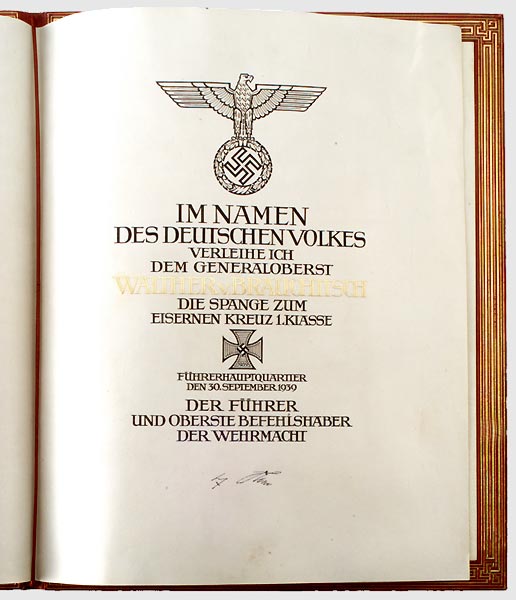 IM NAMEN
DES DEUTSCHEN VOLKES
VERLEIHE ICH
DEM GENERALOBERST
WALTHER V. BRAUCHITSCH
DIE SPANGE ZUM
EISERNEN KREUZ 1. KLASSE
FÜHRERHAUPTQUARTIER
DEN 30. SEPTEMBER 1939
DER FÜHRER
UND OBERSTE BEFEHLSHABER
DER WEHRMACHT